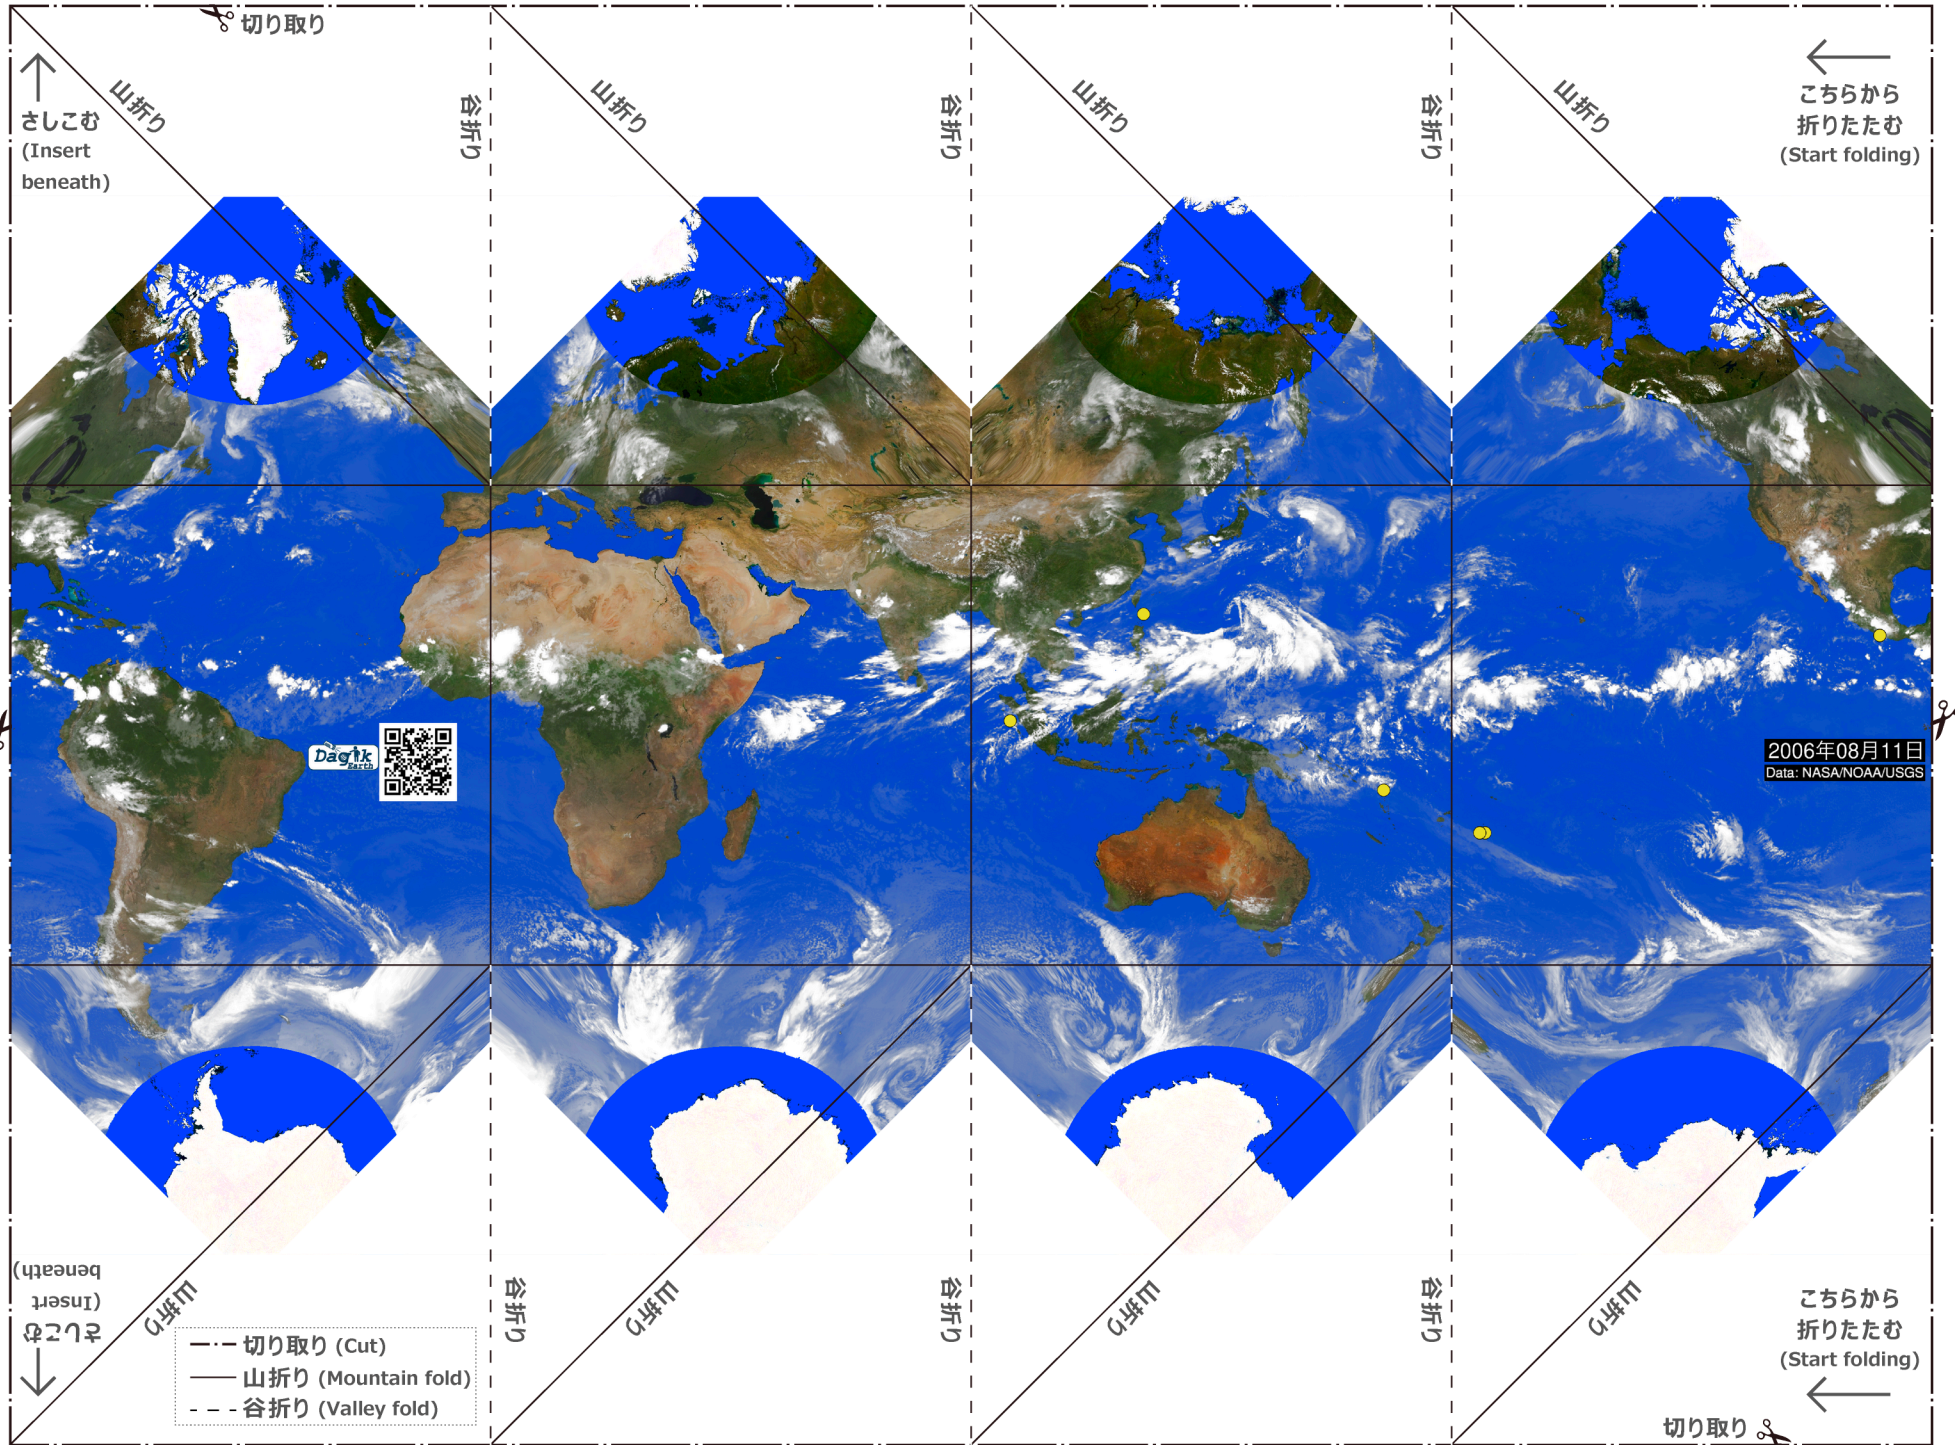 切り取り
さしこむ
(Insert
beneath)
山折り
谷折り
山折り
谷折り
山折り
谷折り
山折り
こちらから
折りたたむ
(Start folding)
Dagik
Earth
2006年08月11日
Data: NASA/NOAA/USGS
さしこむ
(Insert
beneath)
山折り
谷折り
山折り
谷折り
山折り
谷折り
山折り
こちらから
折りたたむ
(Start folding)
切り取り (Cut)
山折り (Mountain fold)
谷折り (Valley fold)
切り取り